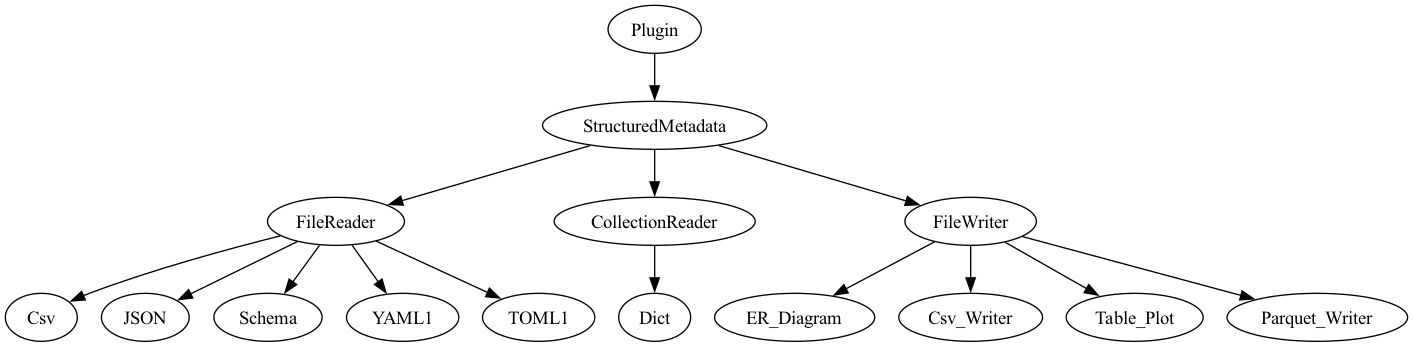 Plugin
StructuredMetadata
FileReader
CollectionReader
FileWriter
Csv
JSON
Schema
YAML1
TOML1
Dict
ER_Diagram
Csv_Writer
Table_Plot
Parquet_Writer